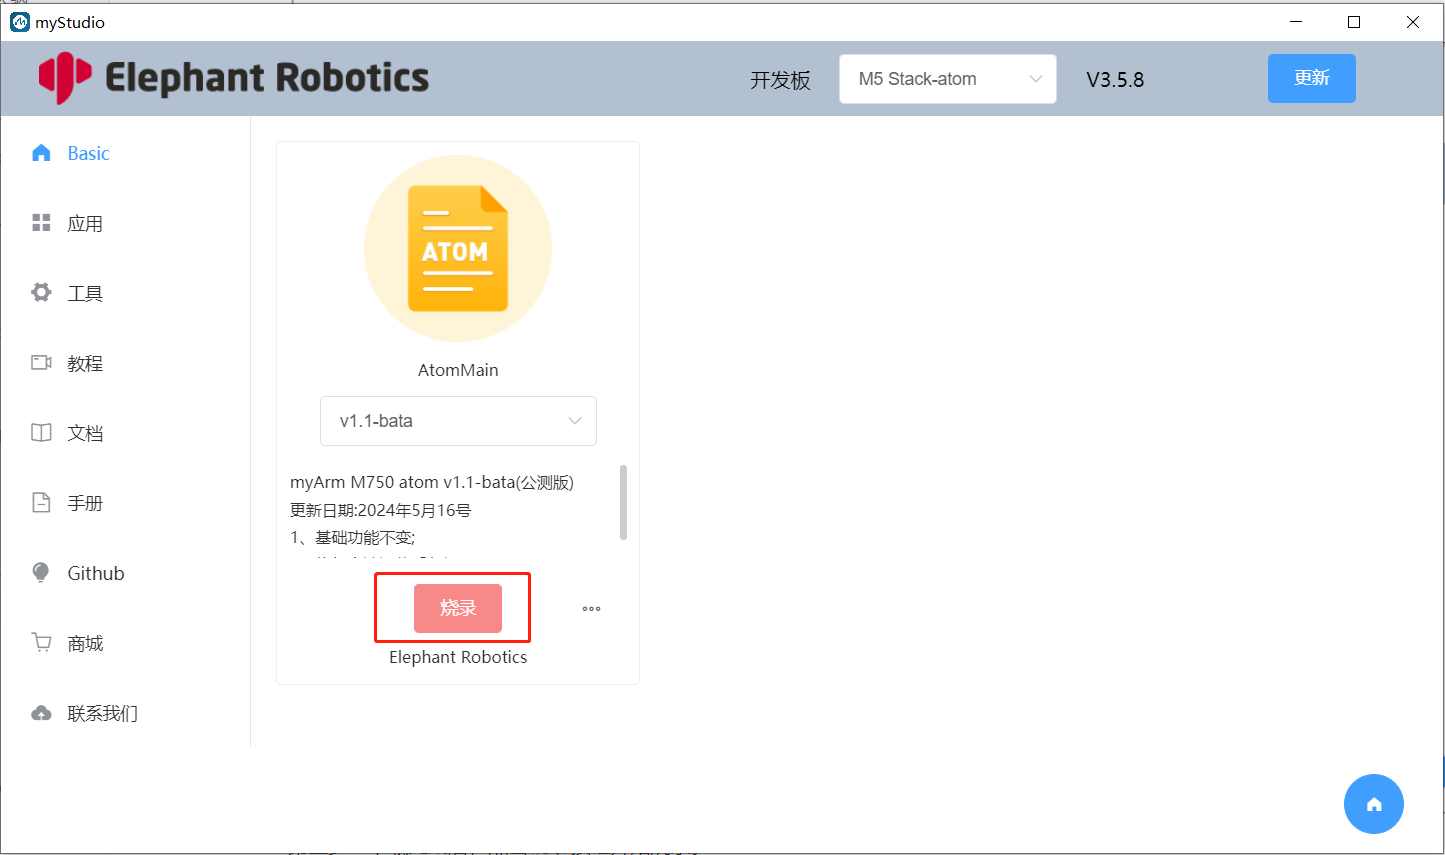 myStudio
Elephant Robotics
开发板
M5 Stack-atom
V3.5.8
更新
Basic
应用
工具
教程
文档
手册
Github
商城
联系我们
ATOM
AtomMain
v1.1-bata
myArm M750 atom v1.1-bata(公测版)
更新日期:2024年5月16号
1、基础功能不变;
烧录
Elephant Robotics